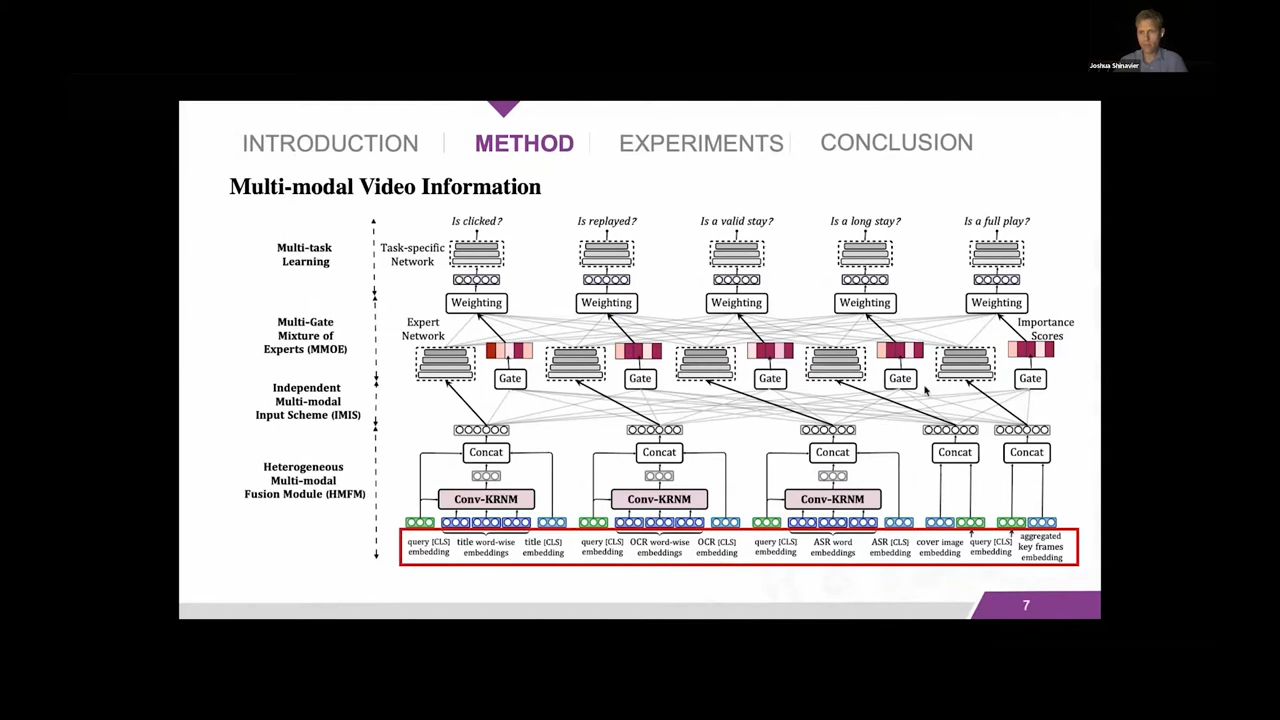 Joshua Shinavier
INTRODUCTION
METHOD
EXPERIMENTS
CONCLUSION
Multi-modal Video Information
Is clicked?
Is replayed?
Is a valid stay?
Is a long stay?
Is a full play?
Multi-task
Learning
Task-specific
Network
Weighting
Weighting
Weighting
Weighting
Weighting
Multi-Gate
Mixture of
Experts (MMOE)
Expert
Network
Importance
Scores
Gate
Gate
Gate
Gate
Gate
Independent
Multi-modal
Input Scheme (IMIS)
Concat
Concat
Concat
Concat
Concat
Heterogeneous
Multi-modal
Fusion Module (HMFM)
Conv-KRNM
Conv-KRNM
Conv-KRNM
query [CLS]
embedding
title word-wise
embeddings
title [CLS]
embedding
query [CLS]
embedding
OCR word-wise
embeddings
OCR [CLS]
embedding
query [CLS]
embedding
ASR word
embeddings
ASR [CLS]
embedding
cover image
embedding
query [CLS]
embedding
aggregated
key frames
embedding
7